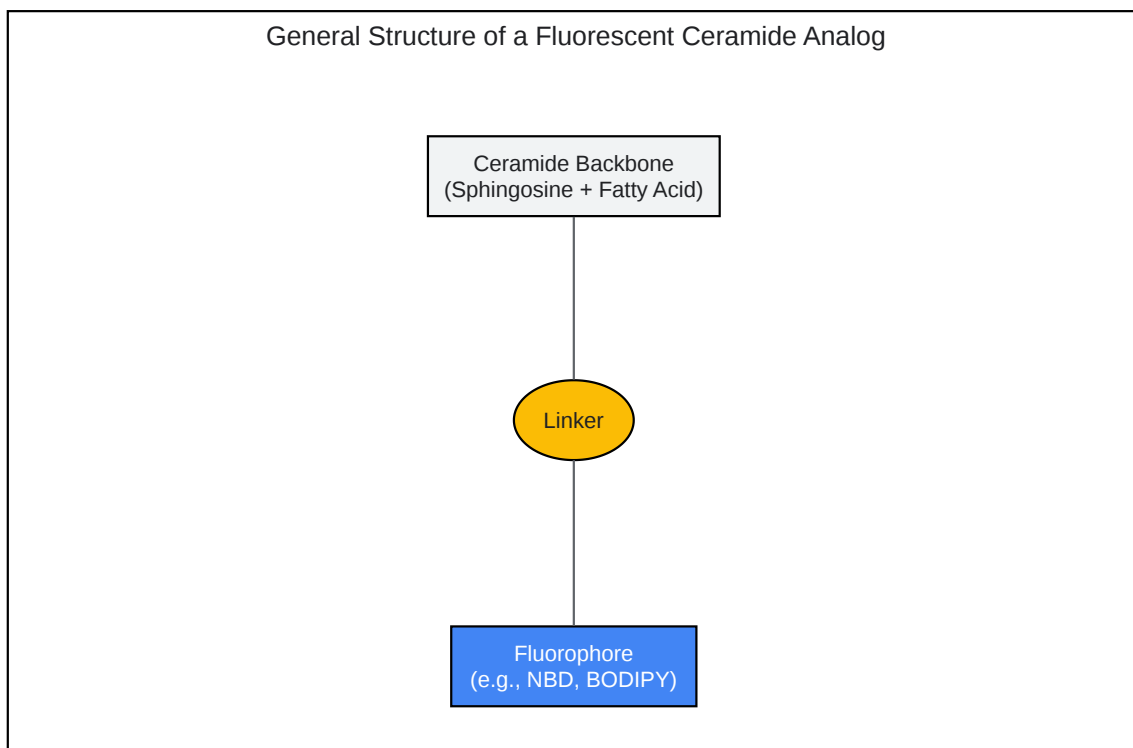 General Structure of a Fluorescent Ceramide Analog
Ceramide Backbone
(Sphingosine + Fatty Acid)
Linker
Fluorophore
(e.g., NBD, BODIPY)